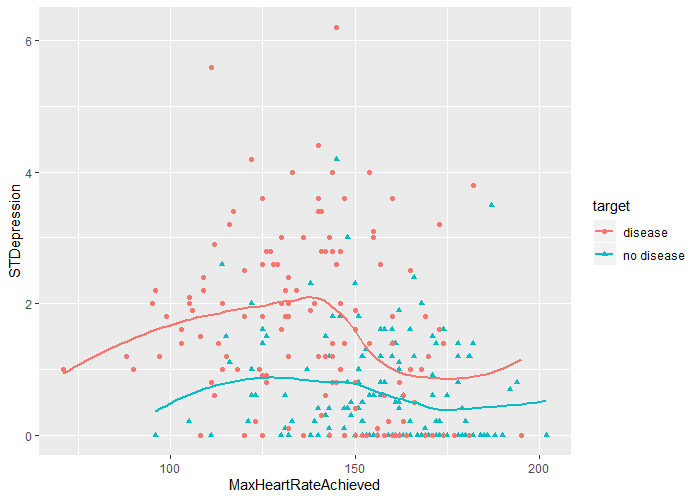 6
4
2
0
STDepression
100
150
200
MaxHeartRateAchieved
target
disease
no disease